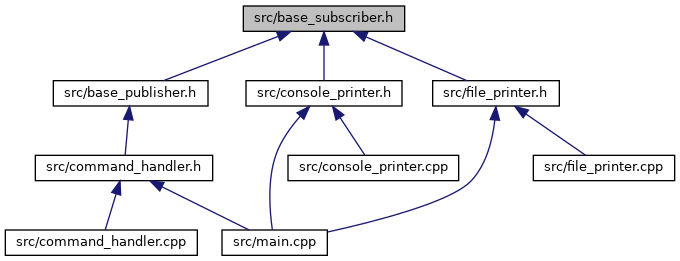 src/base_subscriber.h
src/base_publisher.h
src/console_printer.h
src/file_printer.h
src/command_handler.h
src/console_printer.cpp
src/file_printer.cpp
src/command_handler.cpp
src/main.cpp